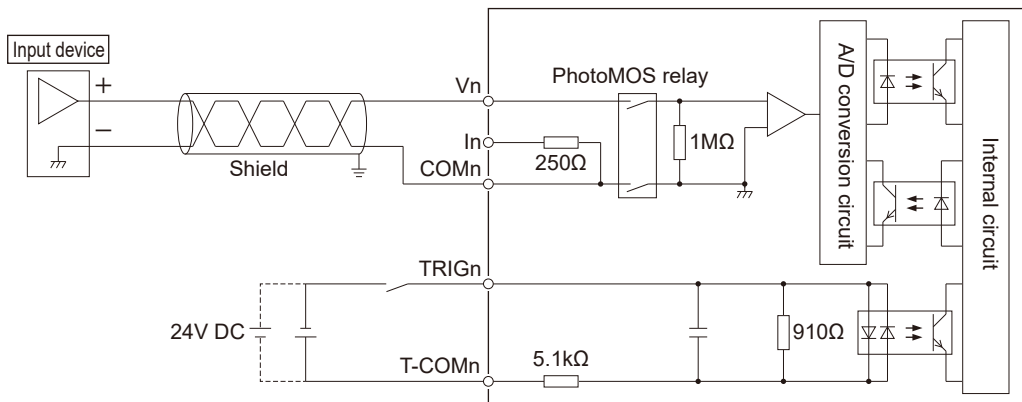 Input device
+
−
Shield
Vn
In
COMn
250Ω
PhotoMOS relay
1MΩ
A/D conversion circuit
Internal circuit
TRIGn
24V DC
T-COMn
5.1kΩ
910Ω